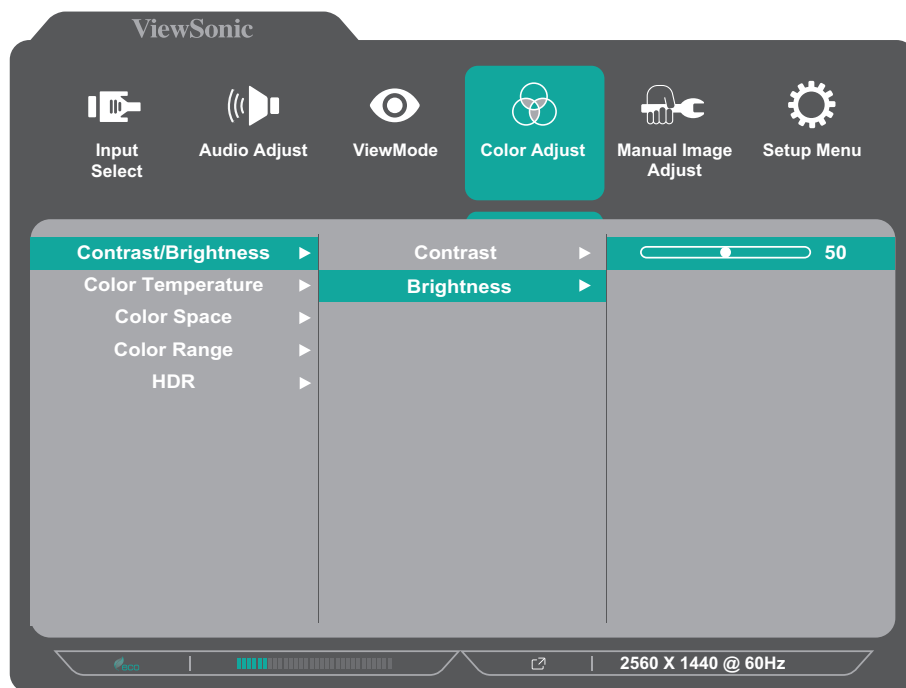 ViewSonic
Input
Select
Audio Adjust
ViewMode
Color Adjust
Manual Image
Adjust
Setup Menu
Contrast/Brightness
Contrast
50
Color Temperature
Brightness
Color Space
Color Range
HDR
eco
2560 X 1440 @ 60Hz